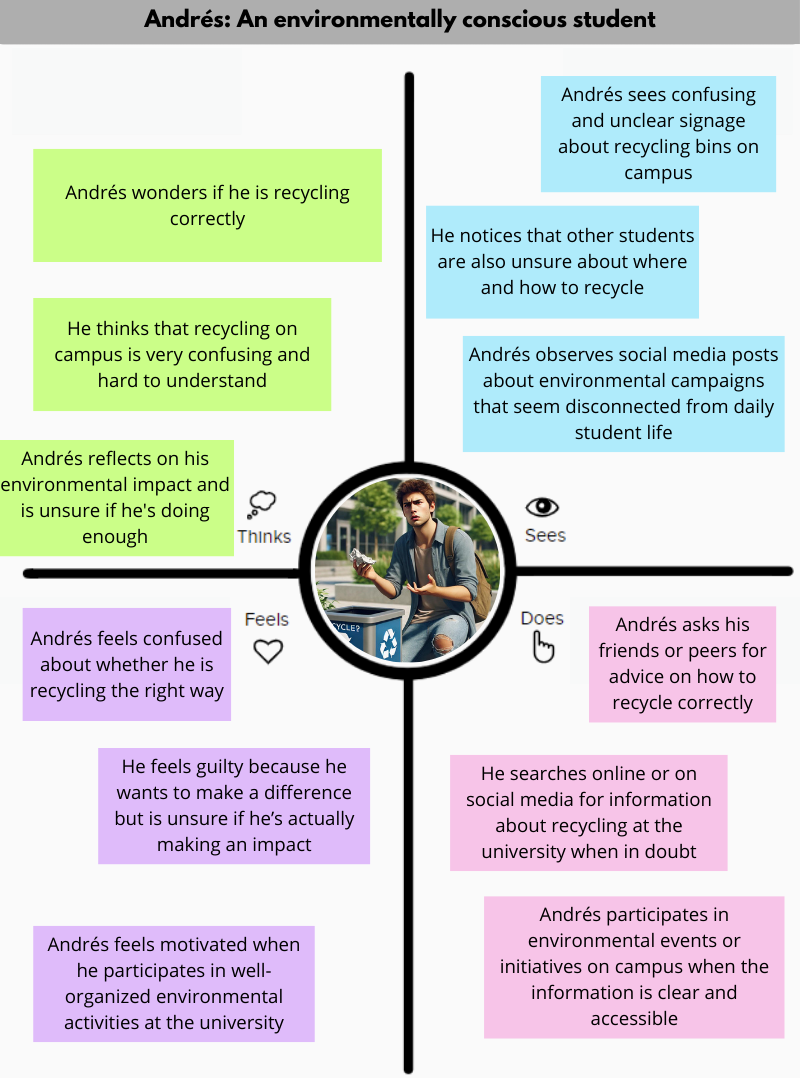 Andrés: An environmentally conscious student
Andrés wonders if he is recycling
correctly
He thinks that recycling on
campus is very confusing and
hard to understand
Andrés reflects on his
environmental impact and
is unsure if he's doing
enough
Thinks
Andrés sees confusing
and unclear signage
about recycling bins on
campus
He notices that other students
are also unsure about where
and how to recycle
Andrés observes social media posts
about environmental campaigns
that seem disconnected from daily
student life
Sees
Feels
Andrés feels confused
about whether he is
recycling the right way
He feels guilty because he
wants to make a difference
but is unsure if he’s actually
making an impact
Andrés feels motivated when
he participates in well-
organized environmental
activities at the university
Does
Andrés asks his
friends or peers for
advice on how to
recycle correctly
He searches online or on
social media for information
about recycling at the
university when in doubt
Andrés participates in
environmental events or
initiatives on campus when the
information is clear and
accessible